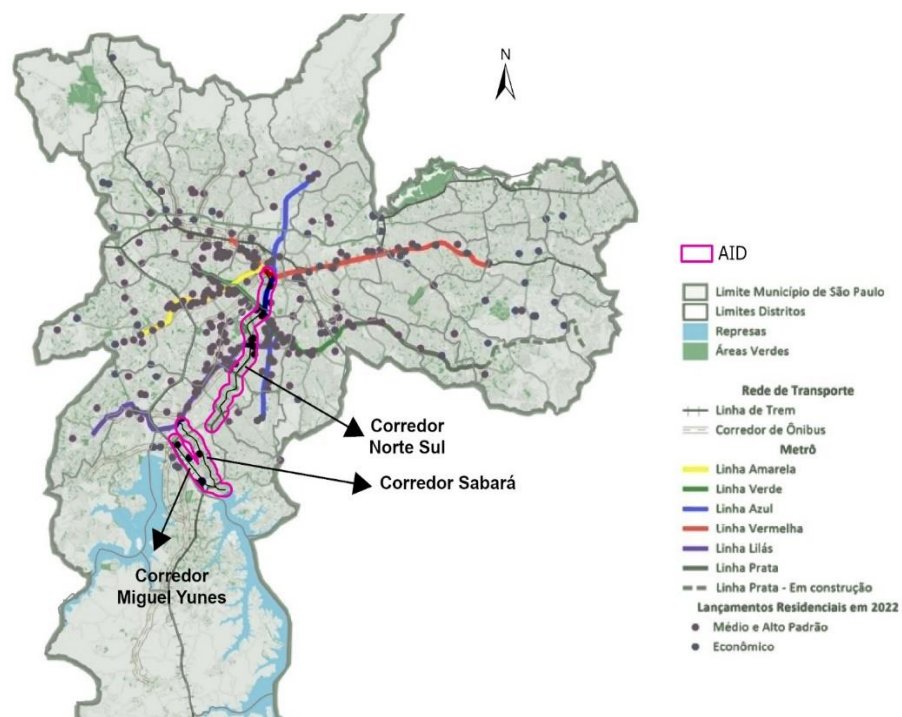 N
AID
Limite Município de São Paulo
Limites Distritos
Represas
Áreas Verdes
Rede de Transporte
Linha de Trem
Corredor de Ônibus
Metrô
Linha Amarela
Linha Verde
Linha Azul
Linha Vermelha
Linha Lilás
Linha Prata
Linha Prata - Em construção
Lançamentos Residenciais em 2022
Médio e Alto Padrão
Econômico
Corredor
Norte Sul
Corredor Sabará
Corredor
Miguel Yunes